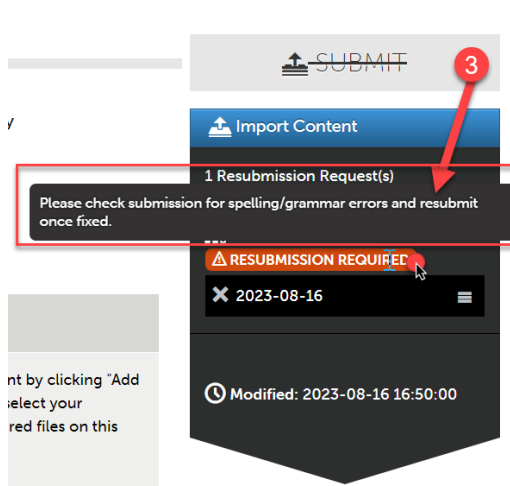 SUBMIT
3
y
Import Content
1 Resubmission Request(s)
Please check submission for spelling/grammar errors and resubmit
once fixed.
RESUBMISSION REQUIRED
2023-08-16
nt by clicking "Add
select your
red files on this
Modified: 2023-08-16 16:50:00